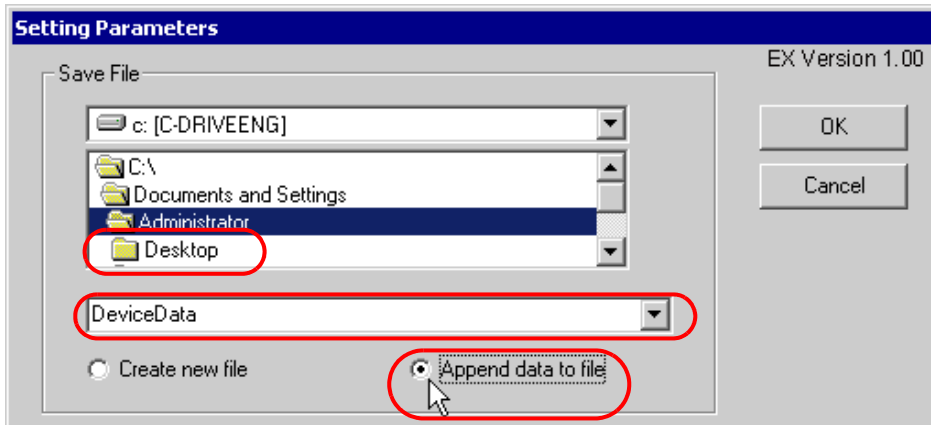 Setting Parameters
EX Version 1.00
Save File
c: [C-DRIVEENG]
OK
C:\
Documents and Settings
Cancel
Administrator
Desktop
DeviceData
Create new file
Append data to file